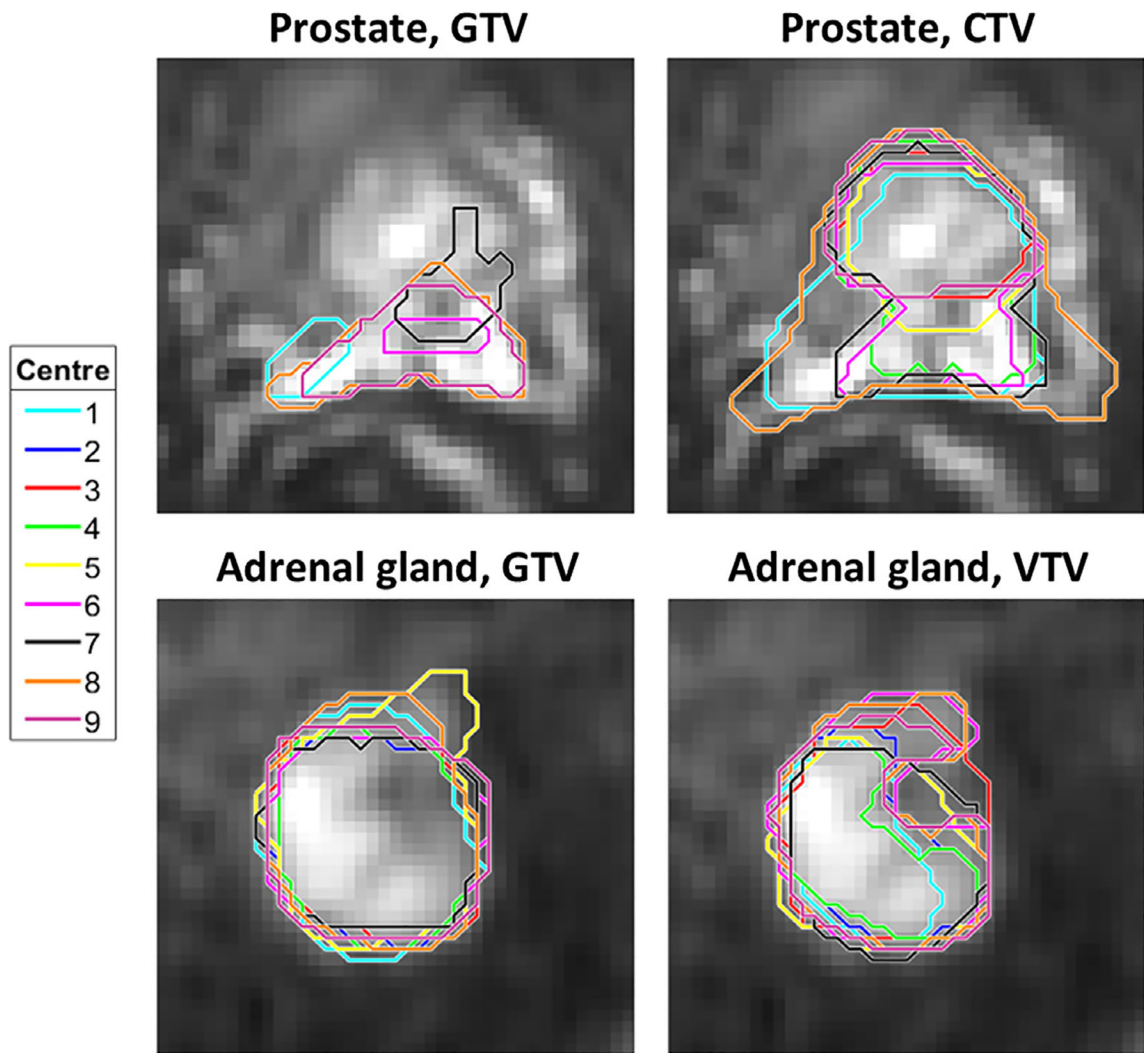 Prostate, GTV
Prostate, CTV
Centre
1
2
3
4
5
6
7
8
9
Adrenal gland, GTV
Adrenal gland, VTV